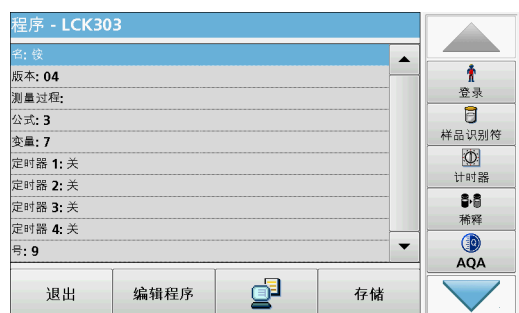 程序 - LCK303
名: 铵
版本: 04
测量过程:
公式: 3
变量: 7
定时器 1: 关
定时器 2: 关
定时器 3: 关
定时器 4: 关
号: 9
退出
编辑程序
存储
登录
样品识别符
计时器
稀释
AQA